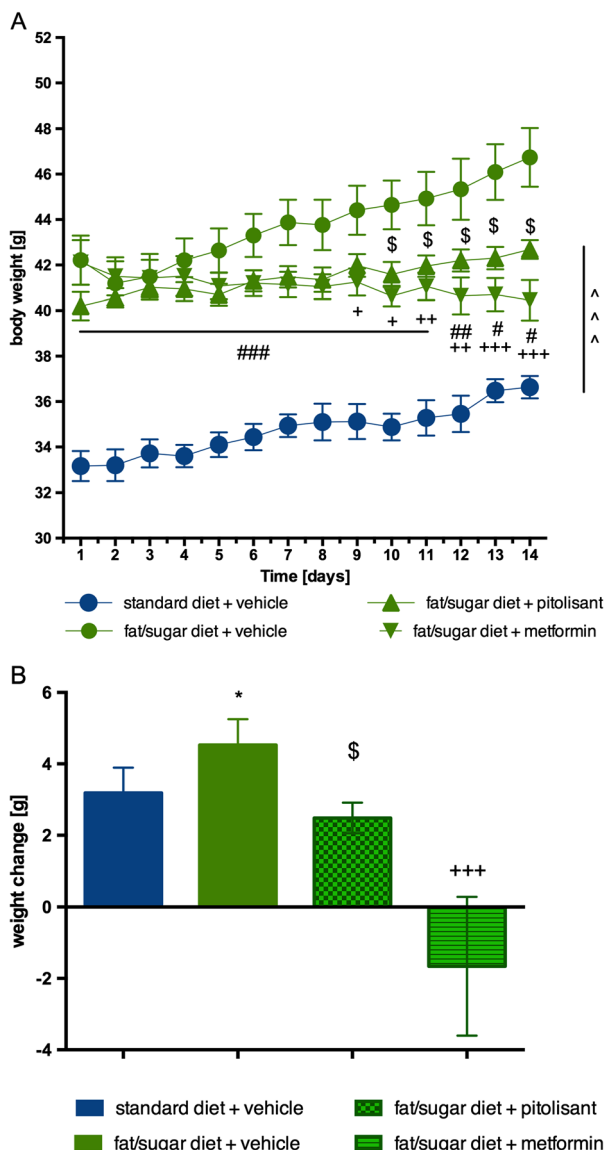 A
52
50
48
46
44
42
40
38
36
34
32
30
body weight [g]
$ $ $ $ $
+ + ++ ## # #
++ +++ +++
###
^ ^ ^
1 2 3 4 5 6 7 8 9 10 11 12 13 14
Time [days]
standard diet + vehicle fat/sugar diet + pitolisant
fat/sugar diet + vehicle fat/sugar diet + metformin
B
6
4
2
0
-2
-4
weight change [g]
*
$
+++
standard diet + vehicle fat/sugar diet + pitolisant
fat/sugar diet + vehicle fat/sugar diet + metformin